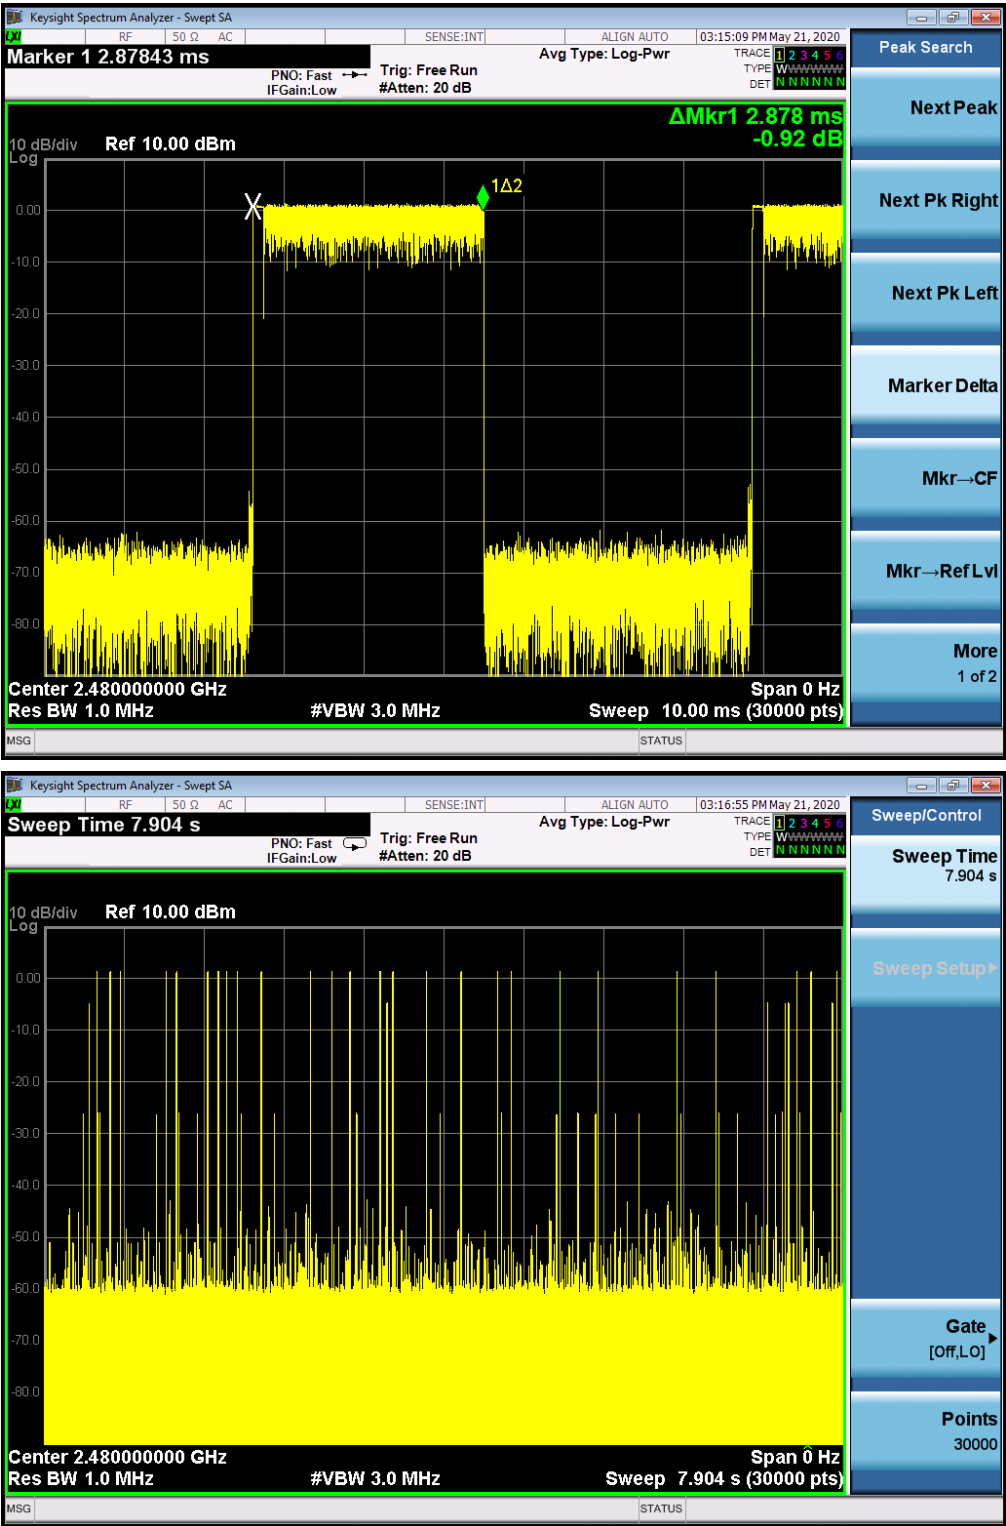 Keysight Spectrum Analyzer - Swept SA
LXI RF 50 Ω AC SENSE:INT ALIGN AUTO 03:15:09 PM May 21, 2020
Marker 1 2.87843 ms
PNO: Fast
IFGain:Low
Trig: Free Run
#Atten: 20 dB
Avg Type: Log-Pwr
TRACE 1 2 3 4 5 6
TYPE WWWWWW
DET N N N N N N
ΔMkr1 2.878 ms
-0.92 dB
10 dB/div Ref 10.00 dBm
Log
1Δ2
0.00
-10.0
-20.0
-30.0
-40.0
-50.0
-60.0
-70.0
-80.0
Center 2.480000000 GHz Span 0 Hz
Res BW 1.0 MHz #VBW 3.0 MHz Sweep 10.00 ms (30000 pts)
MSG STATUS
Peak Search
Next Peak
Next Pk Right
Next Pk Left
Marker Delta
Mkr→CF
Mkr→Ref Lvl
More
1 of 2
Keysight Spectrum Analyzer - Swept SA
LXI RF 50 Ω AC SENSE:INT ALIGN AUTO 03:16:55 PM May 21, 2020
Sweep Time 7.904 s
PNO: Fast
IFGain:Low
Trig: Free Run
#Atten: 20 dB
Avg Type: Log-Pwr
TRACE 1 2 3 4 5 6
TYPE WWWWWW
DET N N N N N N
10 dB/div Ref 10.00 dBm
Log
0.00
-10.0
-20.0
-30.0
-40.0
-50.0
-60.0
-70.0
-80.0
Center 2.480000000 GHz Span 0 Hz
Res BW 1.0 MHz #VBW 3.0 MHz Sweep 7.904 s (30000 pts)
MSG STATUS
Sweep/Control
Sweep Time
7.904 s
Sweep Setup
Gate
[Off,LO]
Points
30000